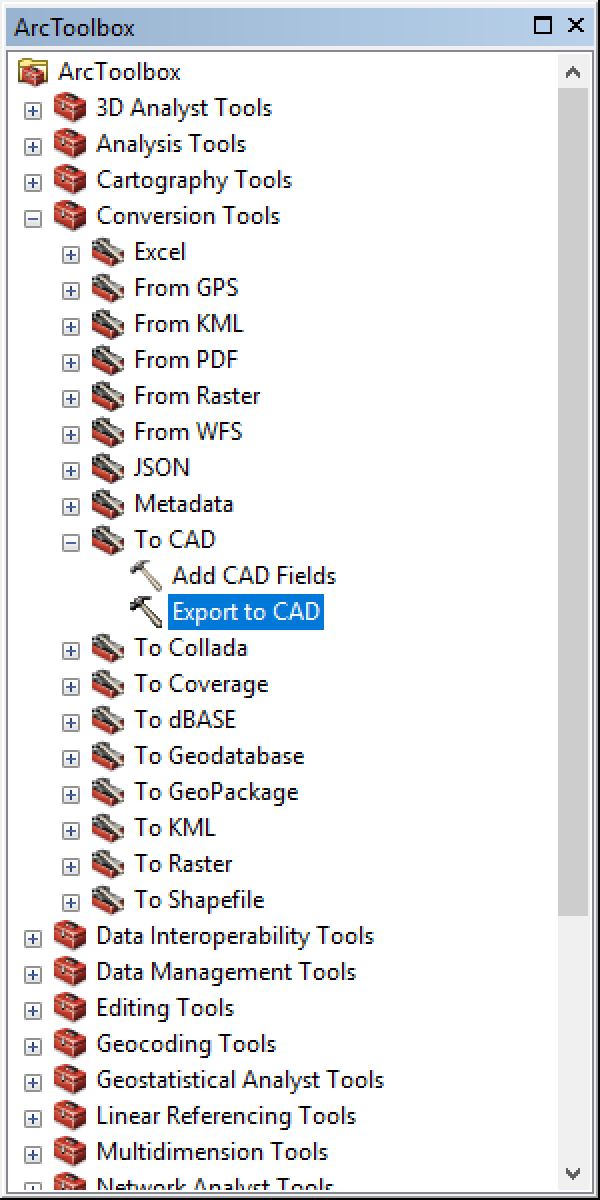 ArcToolbox
ArcToolbox
3D Analyst Tools
Analysis Tools
Cartography Tools
Conversion Tools
Excel
From GPS
From KML
From PDF
From Raster
From WFS
JSON
Metadata
To CAD
Add CAD Fields
Export to CAD
To Collada
To Coverage
To dBASE
To Geodatabase
To GeoPackage
To KML
To Raster
To Shapefile
Data Interoperability Tools
Data Management Tools
Editing Tools
Geocoding Tools
Geostatistical Analyst Tools
Linear Referencing Tools
Multidimension Tools
Network Analyst Tools